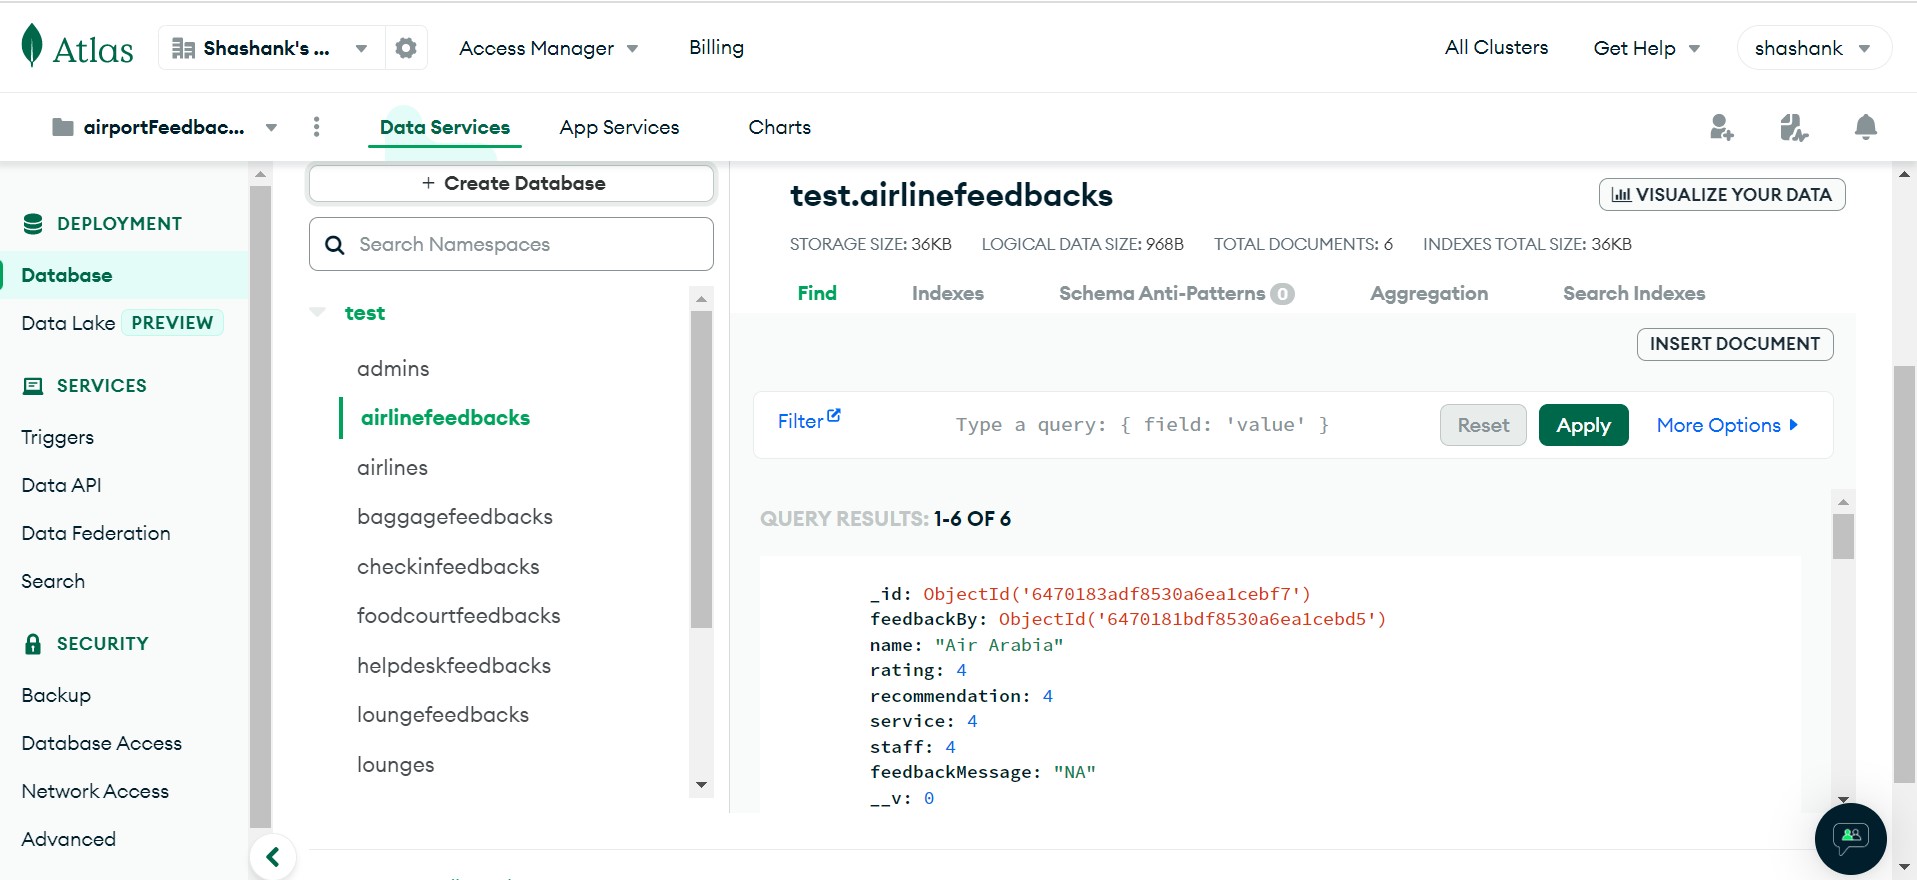 Atlas
Shashank's ...
Access Manager
Billing
All Clusters
Get Help
shashank
airportFeedbac...
Data Services
App Services
Charts
DEPLOYMENT
Database
Data Lake PREVIEW
SERVICES
Triggers
Data API
Data Federation
Search
SECURITY
Backup
Database Access
Network Access
Advanced
+ Create Database
Search Namespaces
test
admins
airlinefeedbacks
airlines
baggagefeedbacks
checkinfeedbacks
foodcourtfeedbacks
helpdeskfeedbacks
loungefeedbacks
lounges
test.airlinefeedbacks
VISUALIZE YOUR DATA
STORAGE SIZE: 36KB LOGICAL DATA SIZE: 968B TOTAL DOCUMENTS: 6 INDEXES TOTAL SIZE: 36KB
Find Indexes Schema Anti-Patterns 0 Aggregation Search Indexes
INSERT DOCUMENT
Filter Type a query: { field: 'value' } Reset Apply More Options
QUERY RESULTS: 1-6 OF 6
_id: ObjectId('6470183adf8530a6ea1cebf7')
feedbackBy: ObjectId('6470181bdf8530a6ea1cebd5')
name: "Air Arabia"
rating: 4
recommendation: 4
service: 4
staff: 4
feedbackMessage: "NA"
__v: 0